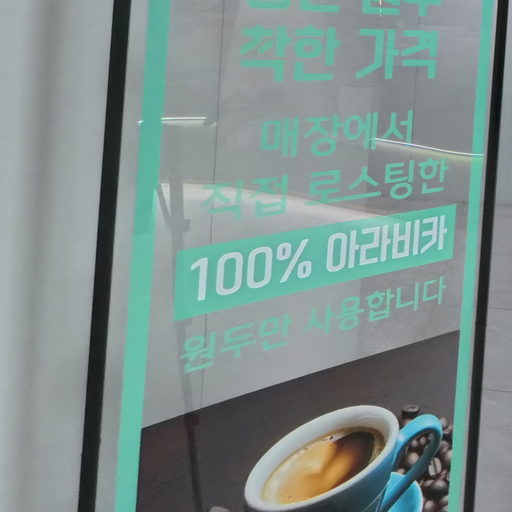 착한 가격
매장에서
직접 로스팅한
100% 아라비카
원두만 사용합니다